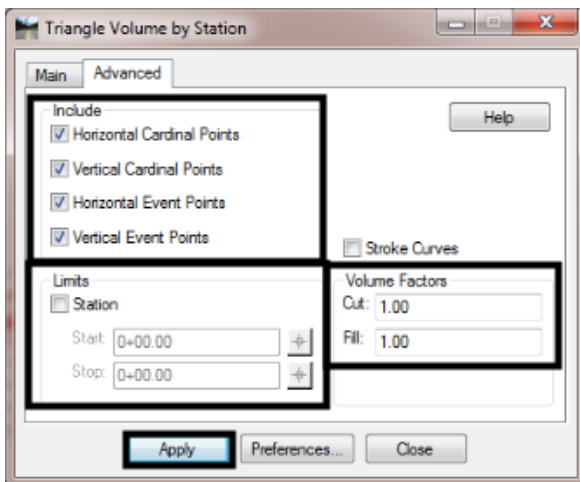 Triangle Volume by Station
Main Advanced
Include
Help
Horizontal Cardinal Points
Vertical Cardinal Points
Horizontal Event Points
Vertical Event Points
Stroke Curves
Limits
Station
Start: 0+00.00
Stop: 0+00.00
Volume Factors
Cut: 1.00
Fill: 1.00
Apply Preferences... Close